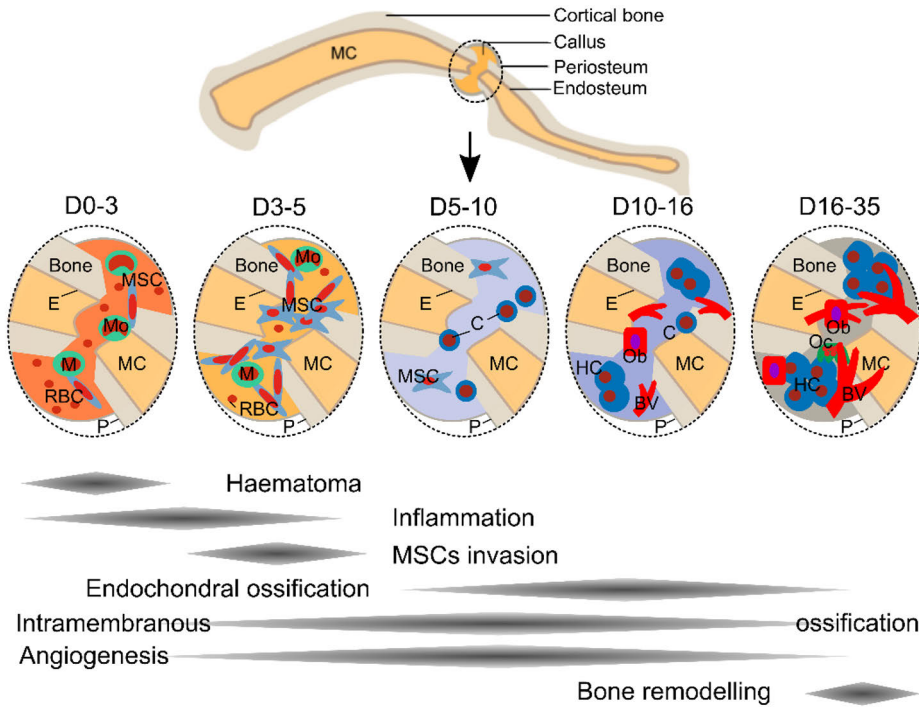 Cortical bone
Callus
Periosteum
Endosteum
MC
D0-3
D3-5
D5-10
D10-16
D16-35
Bone
MSC
E
Mo
M
MC
RBC
P
Bone
Mo
E
MSC
MC
M
RBC
P
Bone
E
C
MC
MSC
P
Bone
E
C
Ob
MC
HC
BV
P
Bone
E
Ob
Oc
MC
HC
BV
P
Haematoma
Inflammation
MSCs invasion
Endochondral ossification
Intramembranous ossification
Angiogenesis
Bone remodelling